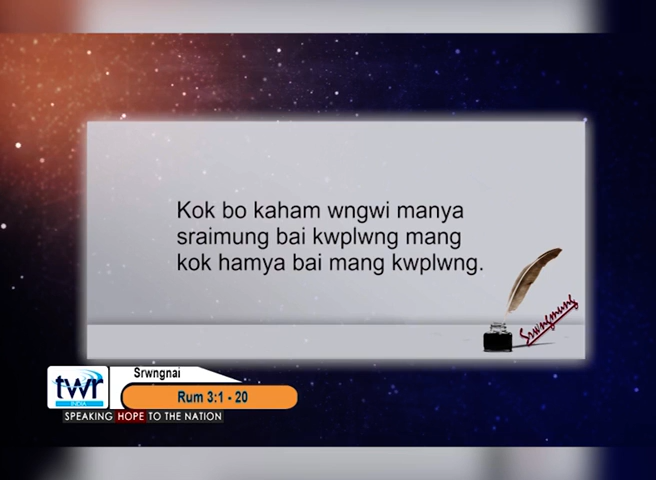 Kok bo kaham wngwi manya
sraimung bai kwplwng mang
kok hamya bai mang kwplwng.
Srwngmung
twr
INDIA
Srwngnai
Rum 3:1 - 20
SPEAKING HOPE TO THE NATION